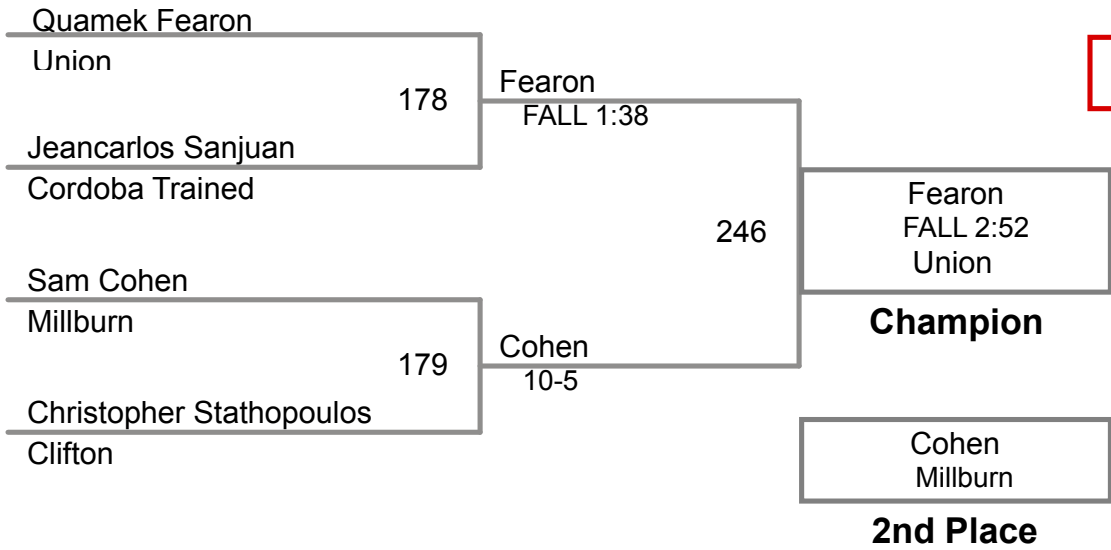 Quamek Fearon
Union
178
Jeancarlos Sanjuan
Cordoba Trained
Fearon
FALL 1:38
Sam Cohen
Millburn
179
Christopher Stathopoulos
Clifton
Cohen
10-5
246
Fearon
FALL 2:52
Union
Champion
Cohen
Millburn
2nd Place